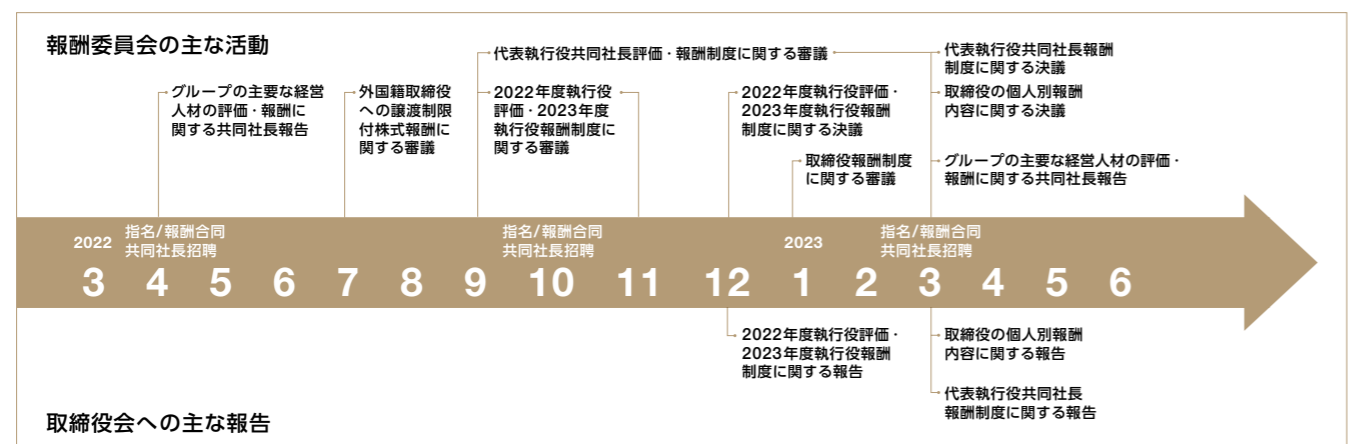 報酬委員会の主な活動
代表執行役共同社長評価・報酬制度に関する審議
代表執行役共同社長報酬
制度に関する決議
グループの主要な経営
人材の評価・報酬に
関する共同社長報告
外国籍取締役
への譲渡制限
付株式報酬に
関する審議
2022年度執行役
評価・2023年度
執行役報酬制度に
関する審議
2022年度執行役評価・
2023年度執行役報酬
制度に関する決議
取締役の個人別報酬
内容に関する決議
取締役報酬制度
に関する審議
グループの主要な経営人材の評価・
報酬に関する共同社長報告
2022
指名/報酬合同
共同社長招聘
指名/報酬合同
共同社長招聘
2023
指名/報酬合同
共同社長招聘
3 4 5 6 7 8 9 10 11 12 1 2 3 4 5 6
2022年度執行役評価・
2023年度執行役報酬
制度に関する報告
取締役の個人別報酬
内容に関する報告
代表執行役共同社長
報酬制度に関する報告
取締役会への主な報告